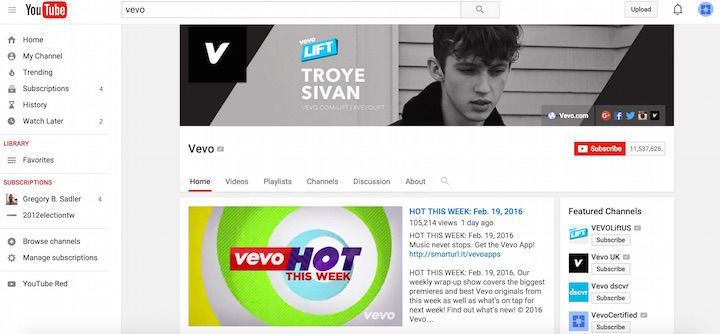 YouTube
vevo
Upload
Home
My Channel
Trending
Subscriptions 4
History
Watch Later 2
LIBRARY
Favorites
SUBSCRIPTIONS
Gregory B. Sadler 4
2012electiontw
Browse channels
Manage subscriptions
YouTube Red
V
vevo
LIFT
TROYE
SIVAN
VEVO.COM/LIFT | #VEVOLIFT
Vevo.com
Vevo
Subscribe 11,537,626
Home Videos Playlists Channels Discussion About
vevo HOT
THIS WEEK
vevo
HOT THIS WEEK: Feb. 19, 2016
105,214 views 1 day ago
HOT THIS WEEK: Feb. 19, 2016
Music never stops. Get the Vevo App!
http://smarturl.it/vevoapps
HOT THIS WEEK: Feb. 19, 2016. Our
weekly wrap-up show covers the biggest
premieres and best Vevo originals from
this week as well as what's on tap for
next week! Find out what's new! © 2016
Vevo…
Featured Channels
LIFT
VEVOLiftUS
Subscribe
V
Vevo UK
Subscribe
dscvr
Vevo dscvr
Subscribe
VevoCertified
Subscribe